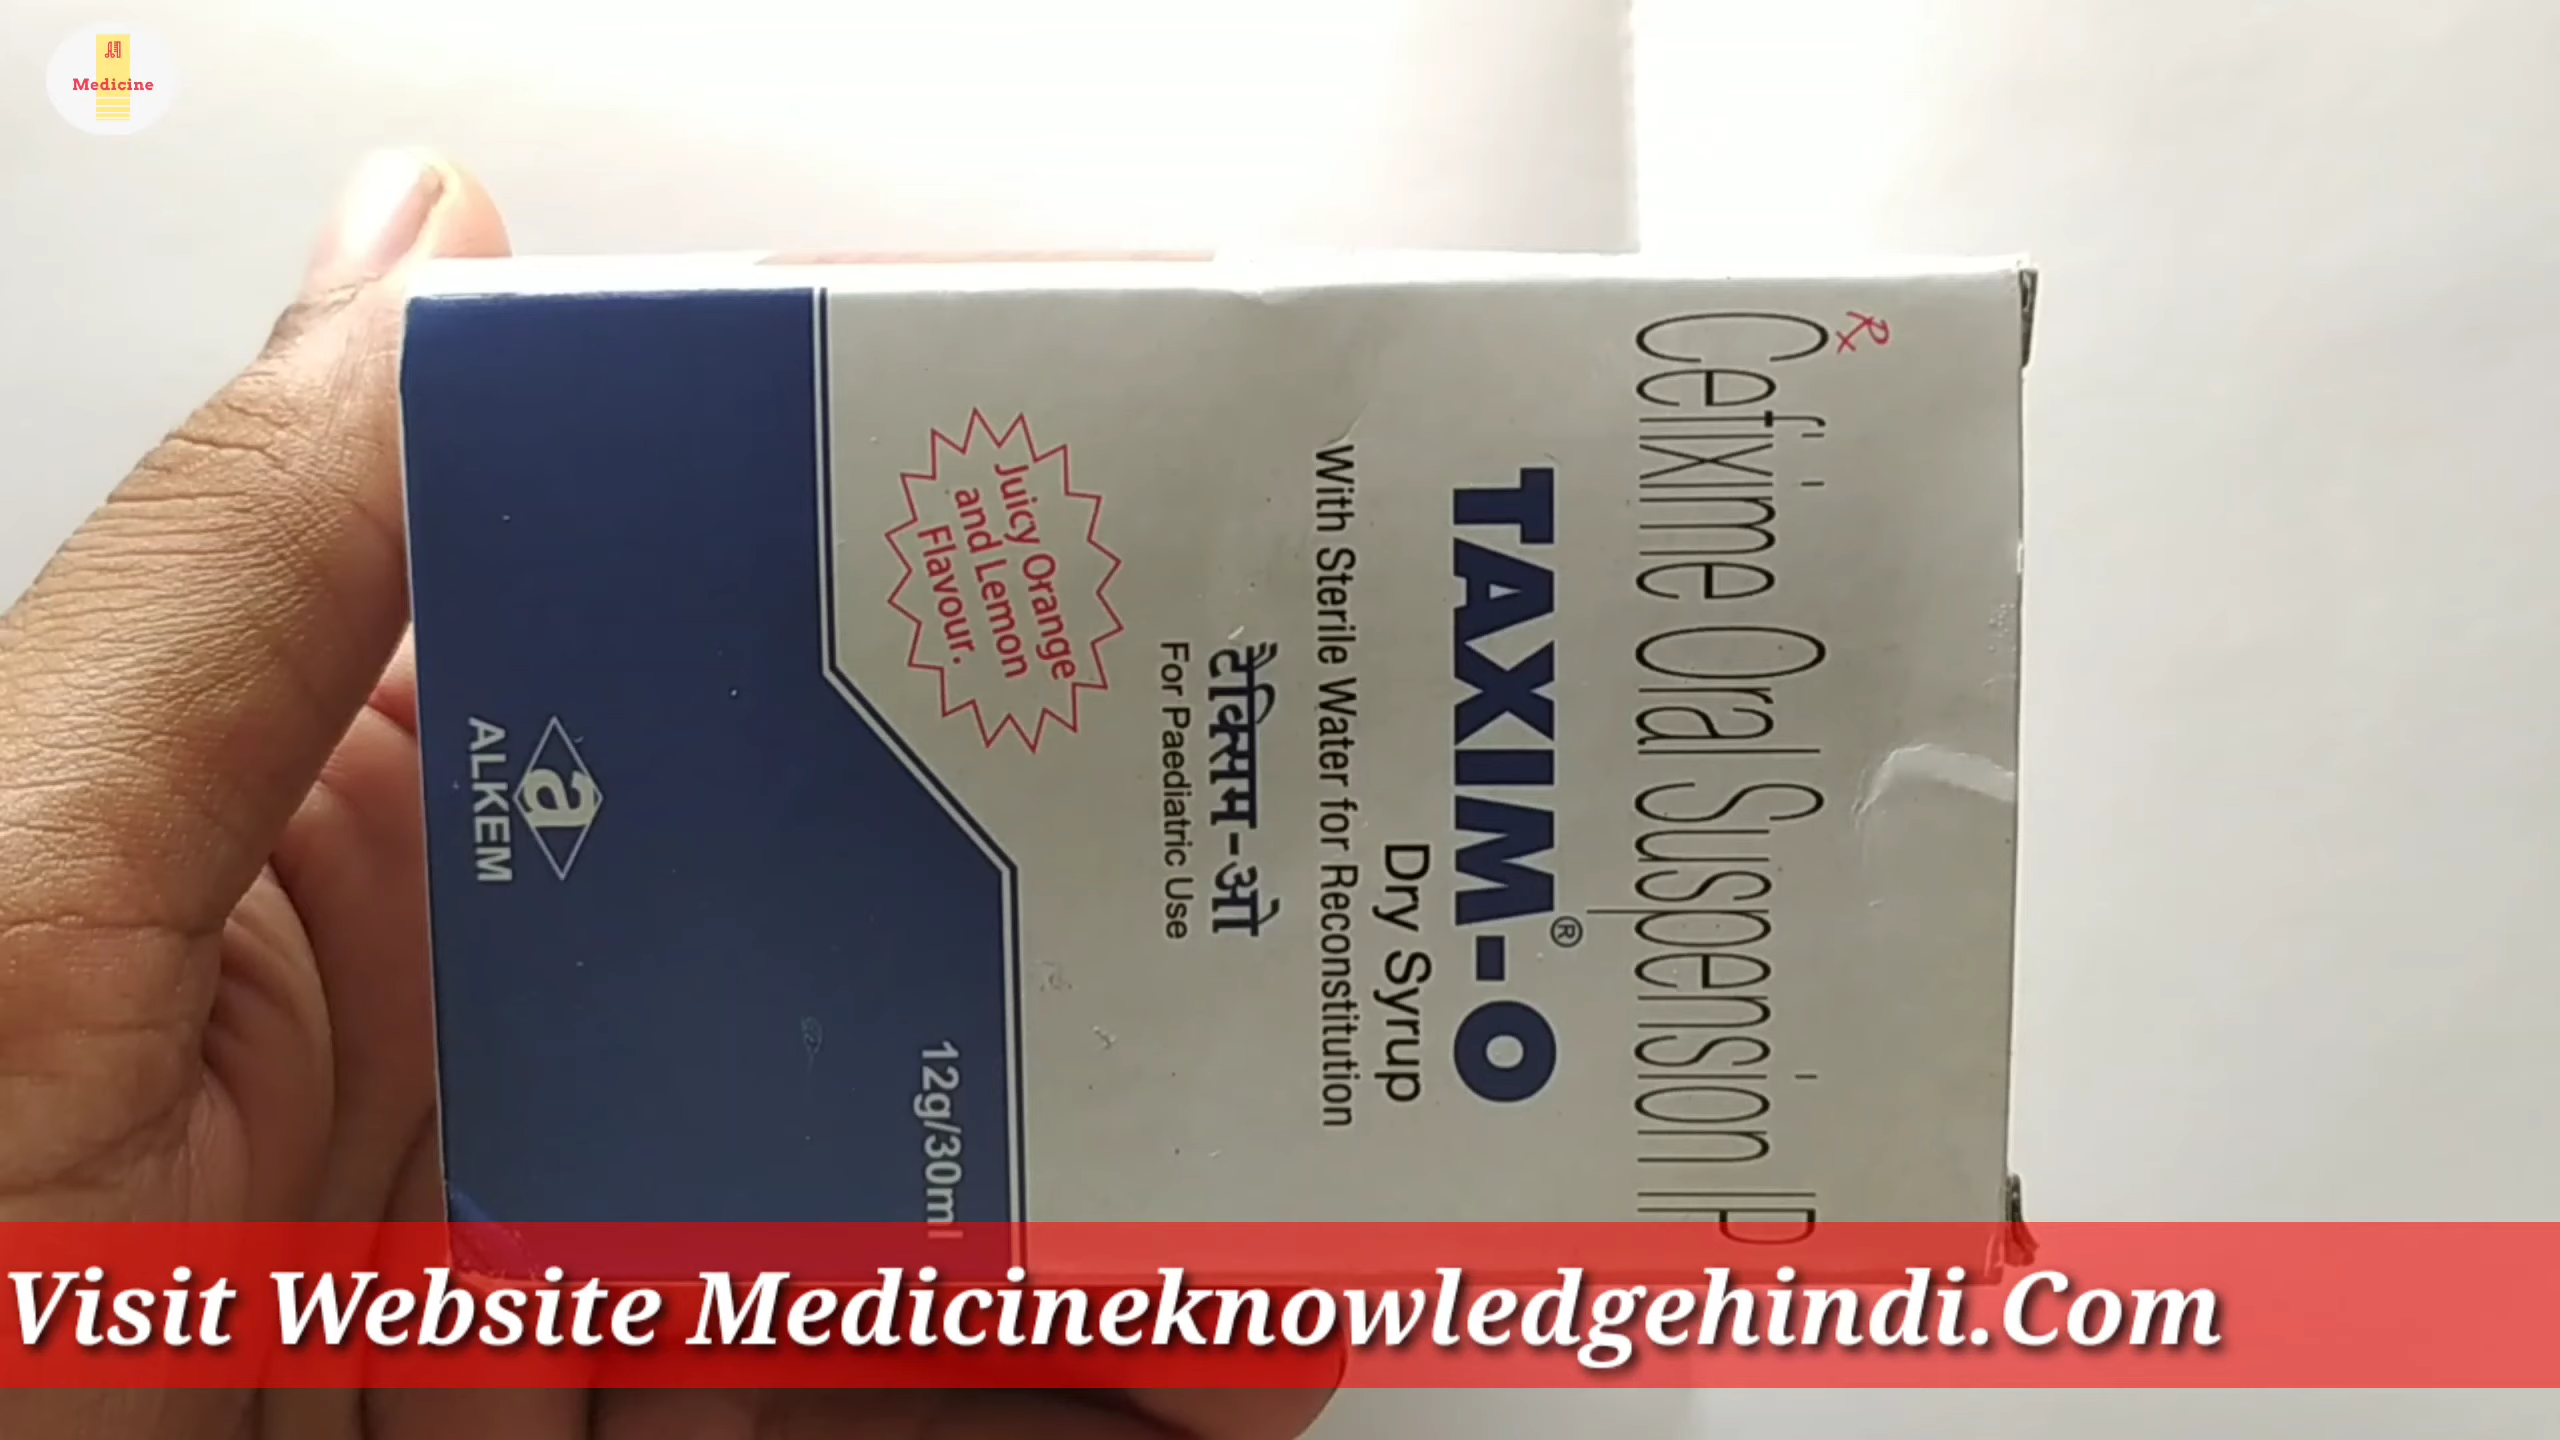 Medicine
Rx
Cefixime Oral Suspension IP
TAXIM-O®
Dry Syrup
With Sterile Water for Reconstitution
टैक्सिम-ओ
For Paediatric Use
Juicy Orange
and Lemon
Flavour.
12g/30ml
a
ALKEM
Visit Website Medicineknowledgehindi.Com